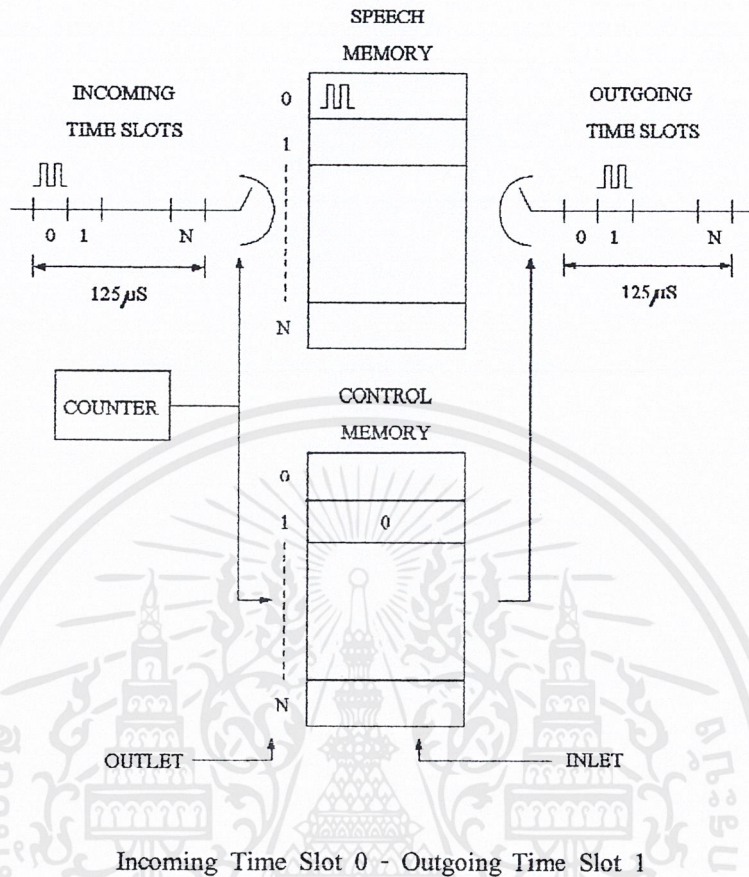 SPEECH
MEMORY
INCOMING
TIME SLOTS
0
1
N
125µS
0
1
N
OUTGOING
TIME SLOTS
0
1
N
125µS
COUNTER
CONTROL
MEMORY
0
1
0
N
OUTLET
INLET
Incoming Time Slot 0 - Outgoing Time Slot 1